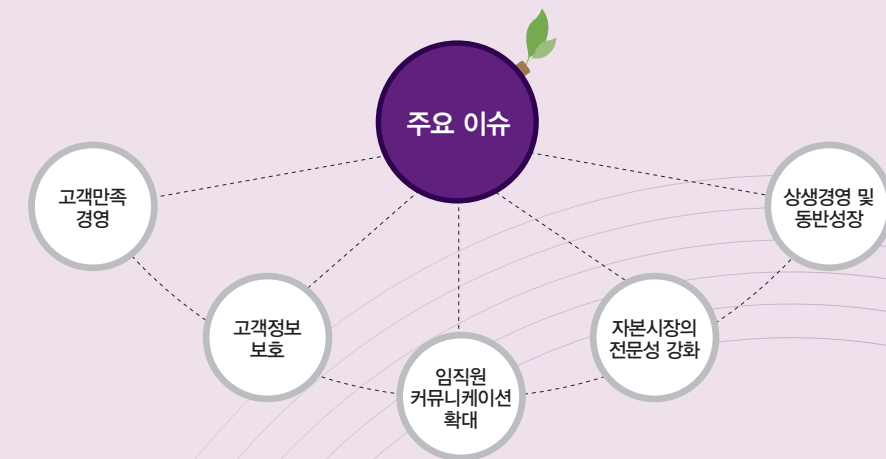 주요 이슈
고객만족
경영
고객정보
보호
임직원
커뮤니케이션
확대
자본시장의
전문성 강화
상생경영 및
동반성장